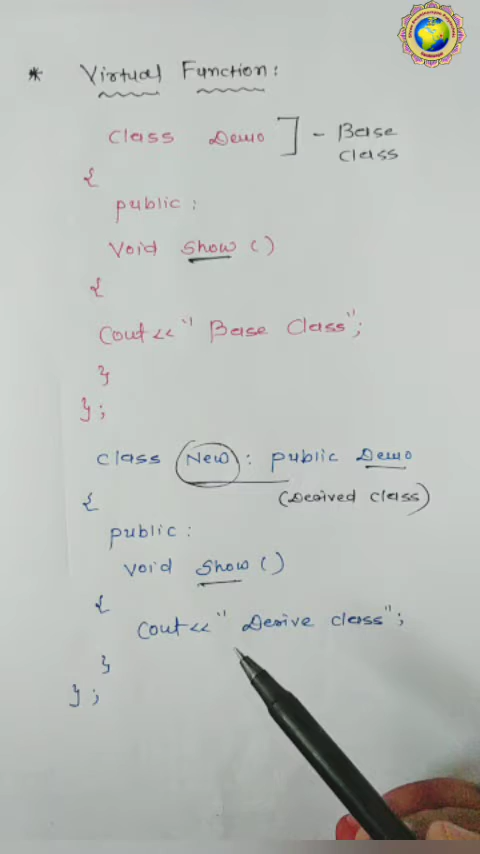 * Virtual Function:
Class Demo ] - Base
class
{
public:
Void Show ()
{
Cout << " Base Class";
}
};
class New : public Demo
(Derived class)
{
public:
Void Show ()
{
Cout << " Derive class";
}
};